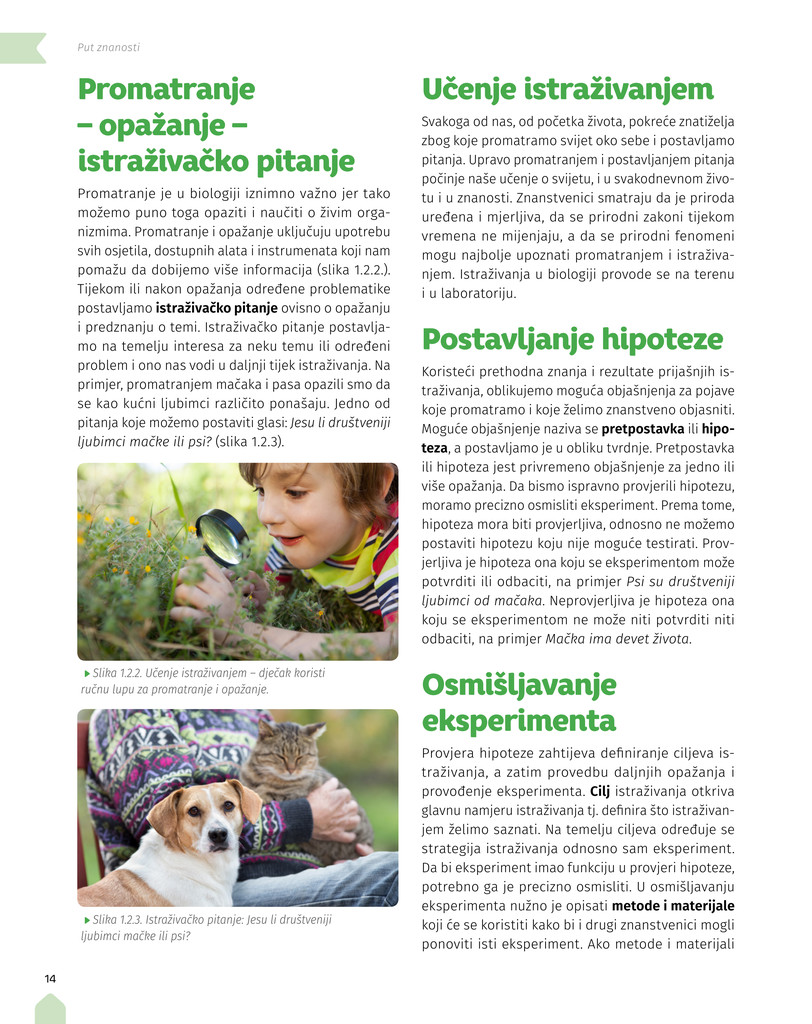 Put znanosti
Promatranje
– opažanje –
istraživačko pitanje
Promatranje je u biologiji iznimno važno jer tako
možemo puno toga opaziti i naučiti o živim orga-
nizmima. Promatranje i opažanje uključuju upotrebu
svih osjetila, dostupnih alata i instrumenata koji nam
pomažu da dobijemo više informacija (slika 1.2.2.).
Tijekom ili nakon opažanja određene problematike
postavljamo istraživačko pitanje ovisno o opažanju
i predznanju o temi. Istraživačko pitanje postavlja-
mo na temelju interesa za neku temu ili određeni
problem i ono nas vodi u daljnji tijek istraživanja. Na
primjer, promatranjem mačaka i pasa opazili smo da
se kao kućni ljubimci različito ponašaju. Jedno od
pitanja koje možemo postaviti glasi: Jesu li društveniji
ljubimci mačke ili psi? (slika 1.2.3).
Slika 1.2.2. Učenje istraživanjem – dječak koristi
ručnu lupu za promatranje i opažanje.
Slika 1.2.3. Istraživačko pitanje: Jesu li društveniji
ljubimci mačke ili psi?
Učenje istraživanjem
Svakoga od nas, od početka života, pokreće znatiželja
zbog koje promatramo svijet oko sebe i postavljamo
pitanja. Upravo promatranjem i postavljanjem pitanja
počinje naše učenje o svijetu, i u svakodnevnom živo-
tu i u znanosti. Znanstvenici smatraju da je priroda
uređena i mjerljiva, da se prirodni zakoni tijekom
vremena ne mijenjaju, a da se prirodni fenomeni
mogu najbolje upoznati promatranjem i istraživa-
njem. Istraživanja u biologiji provode se na terenu
i u laboratoriju.
Postavljanje hipoteze
Koristeći prethodna znanja i rezultate prijašnjih is-
traživanja, oblikujemo moguća objašnjenja za pojave
koje promatramo i koje želimo znanstveno objasniti.
Moguće objašnjenje naziva se pretpostavka ili hipo-
teza, a postavljamo je u obliku tvrdnje. Pretpostavka
ili hipoteza jest privremeno objašnjenje za jedno ili
više opažanja. Da bismo ispravno provjerili hipotezu,
moramo precizno osmisliti eksperiment. Prema tome,
hipoteza mora biti provjerljiva, odnosno ne možemo
postaviti hipotezu koju nije moguće testirati. Prov-
jerljiva je hipoteza ona koju se eksperimentom može
potvrditi ili odbaciti, na primjer Psi su društveniji
ljubimci od mačaka. Neprovjerljiva je hipoteza ona
koju se eksperimentom ne može niti potvrditi niti
odbaciti, na primjer Mačka ima devet života.
Osmišljavanje
eksperimenta
Provjera hipoteze zahtijeva definiranje ciljeva is-
traživanja, a zatim provedbu daljnjih opažanja i
provođenje eksperimenta. Cilj istraživanja otkriva
glavnu namjeru istraživanja tj. definira što istraživan-
jem želimo saznati. Na temelju ciljeva određuje se
strategija istraživanja odnosno sam eksperiment.
Da bi eksperiment imao funkciju u provjeri hipoteze,
potrebno ga je precizno osmisliti. U osmišljavanju
eksperimenta nužno je opisati metode i materijale
koji će se koristiti kako bi i drugi znanstvenici mogli
ponoviti isti eksperiment. Ako metode i materijali
14